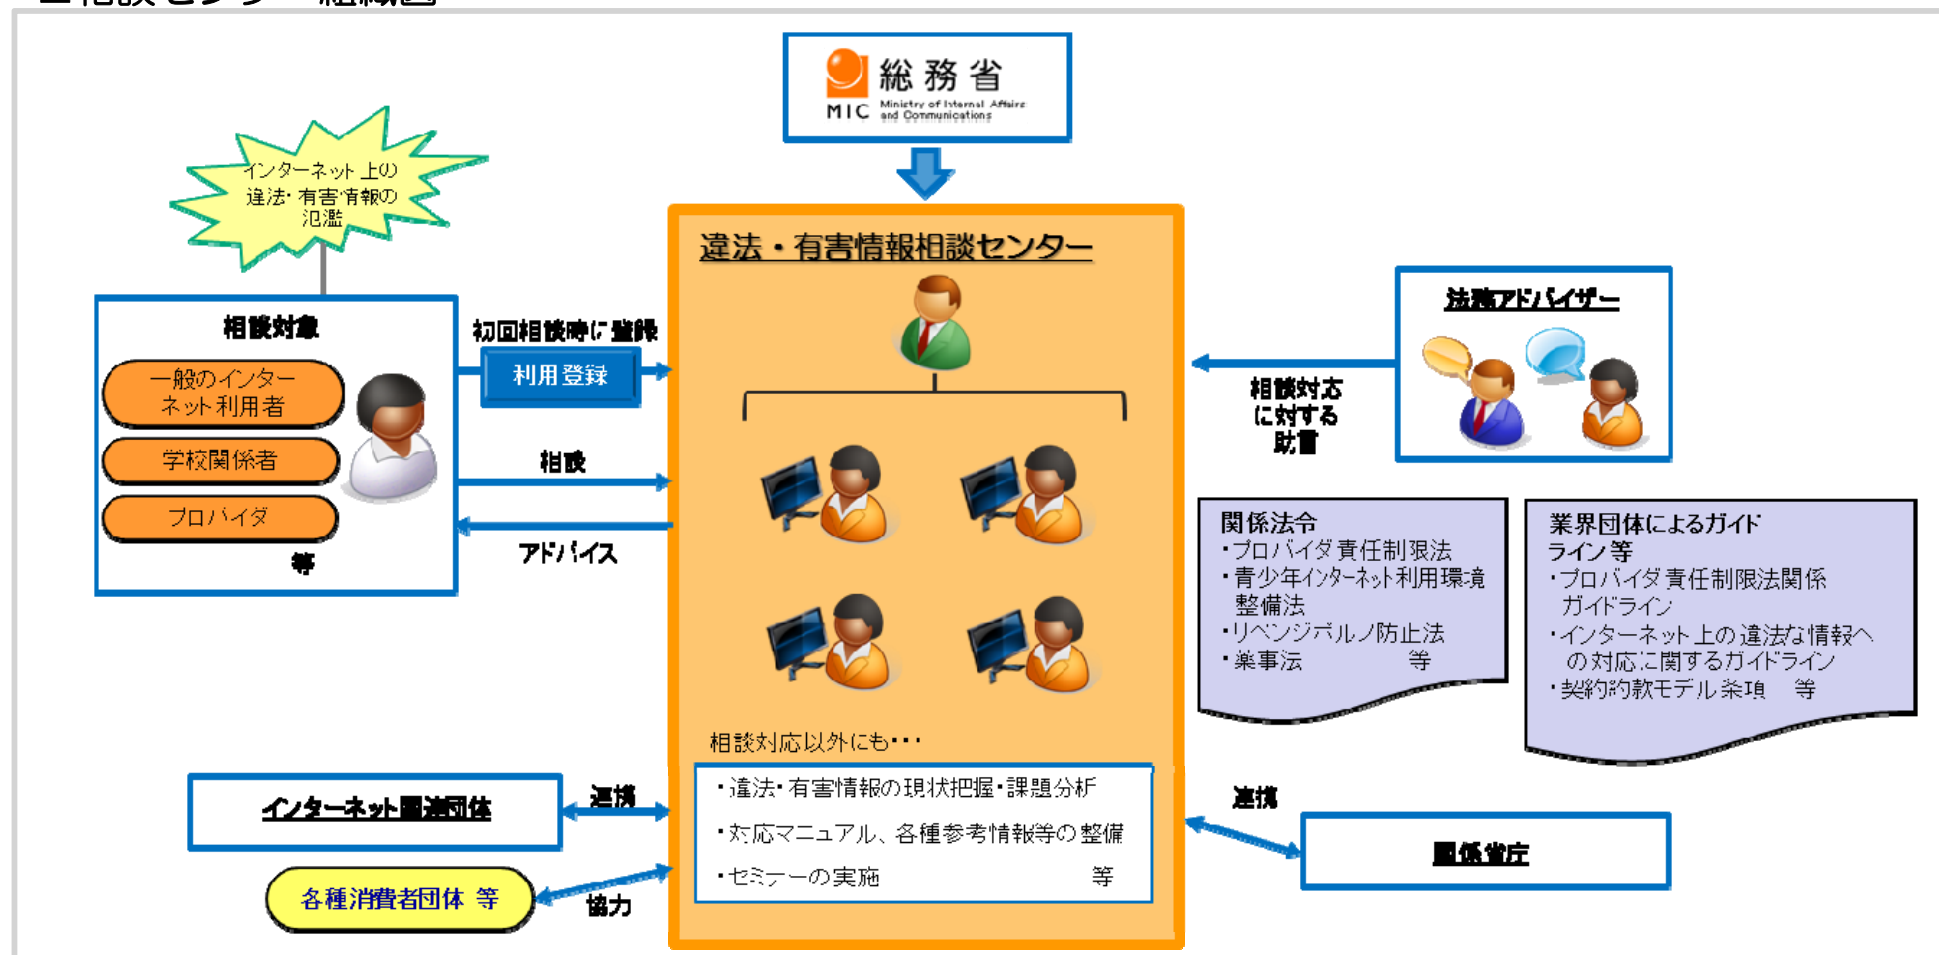 相談センター組織図
総務省
MIC Ministry of Internal Affairs
and Communications
インターネット上の
違法・有害情報の
氾濫
違法・有害情報相談センター
相談対象
一般のインター
ネット利用者
学校関係者
プロバイダ
等
初回相談時に登録
利用登録
相談
アドバイス
法務アドバイザー
相談対応
に対する
助言
関係法令
・プロバイダ責任制限法
・青少年インターネット利用環境
整備法
・リベンジポルノ防止法
・薬事法 等
業界団体によるガイド
ライン等
・プロバイダ責任制限法関係
ガイドライン
・インターネット上の違法な情報へ
の対応に関するガイドライン
・契約約款モデル条項 等
相談対応以外にも・・・
・違法・有害情報の現状把握・課題分析
・対応マニュアル、各種参考情報等の整備
・セミナーの実施 等
インターネット関連団体
連携
各種消費者団体 等
協力
連携
関係省庁